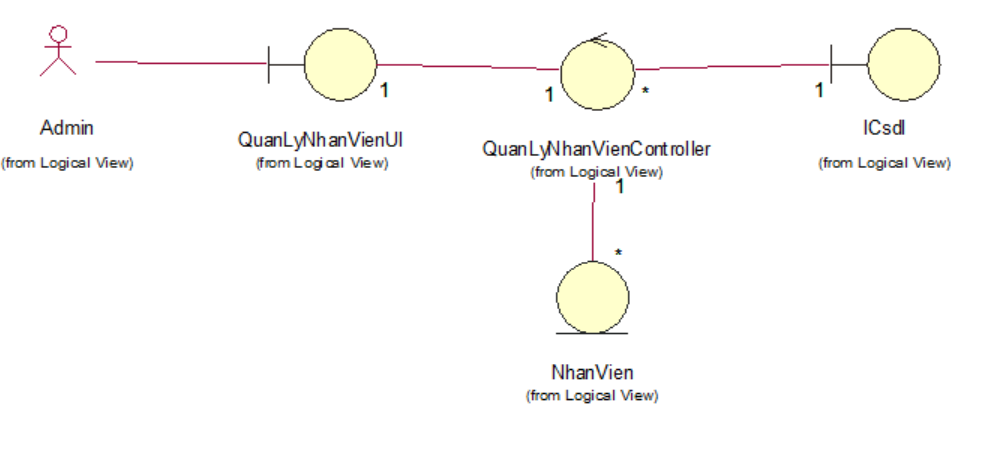 1
1
*
1
Admin
(from Logical View)
QuanLyNhanVienUI
(from Logical View)
QuanLyNhanVienController
(from Logical View)
ICsdl
(from Logical View)
1
*
NhanVien
(from Logical View)